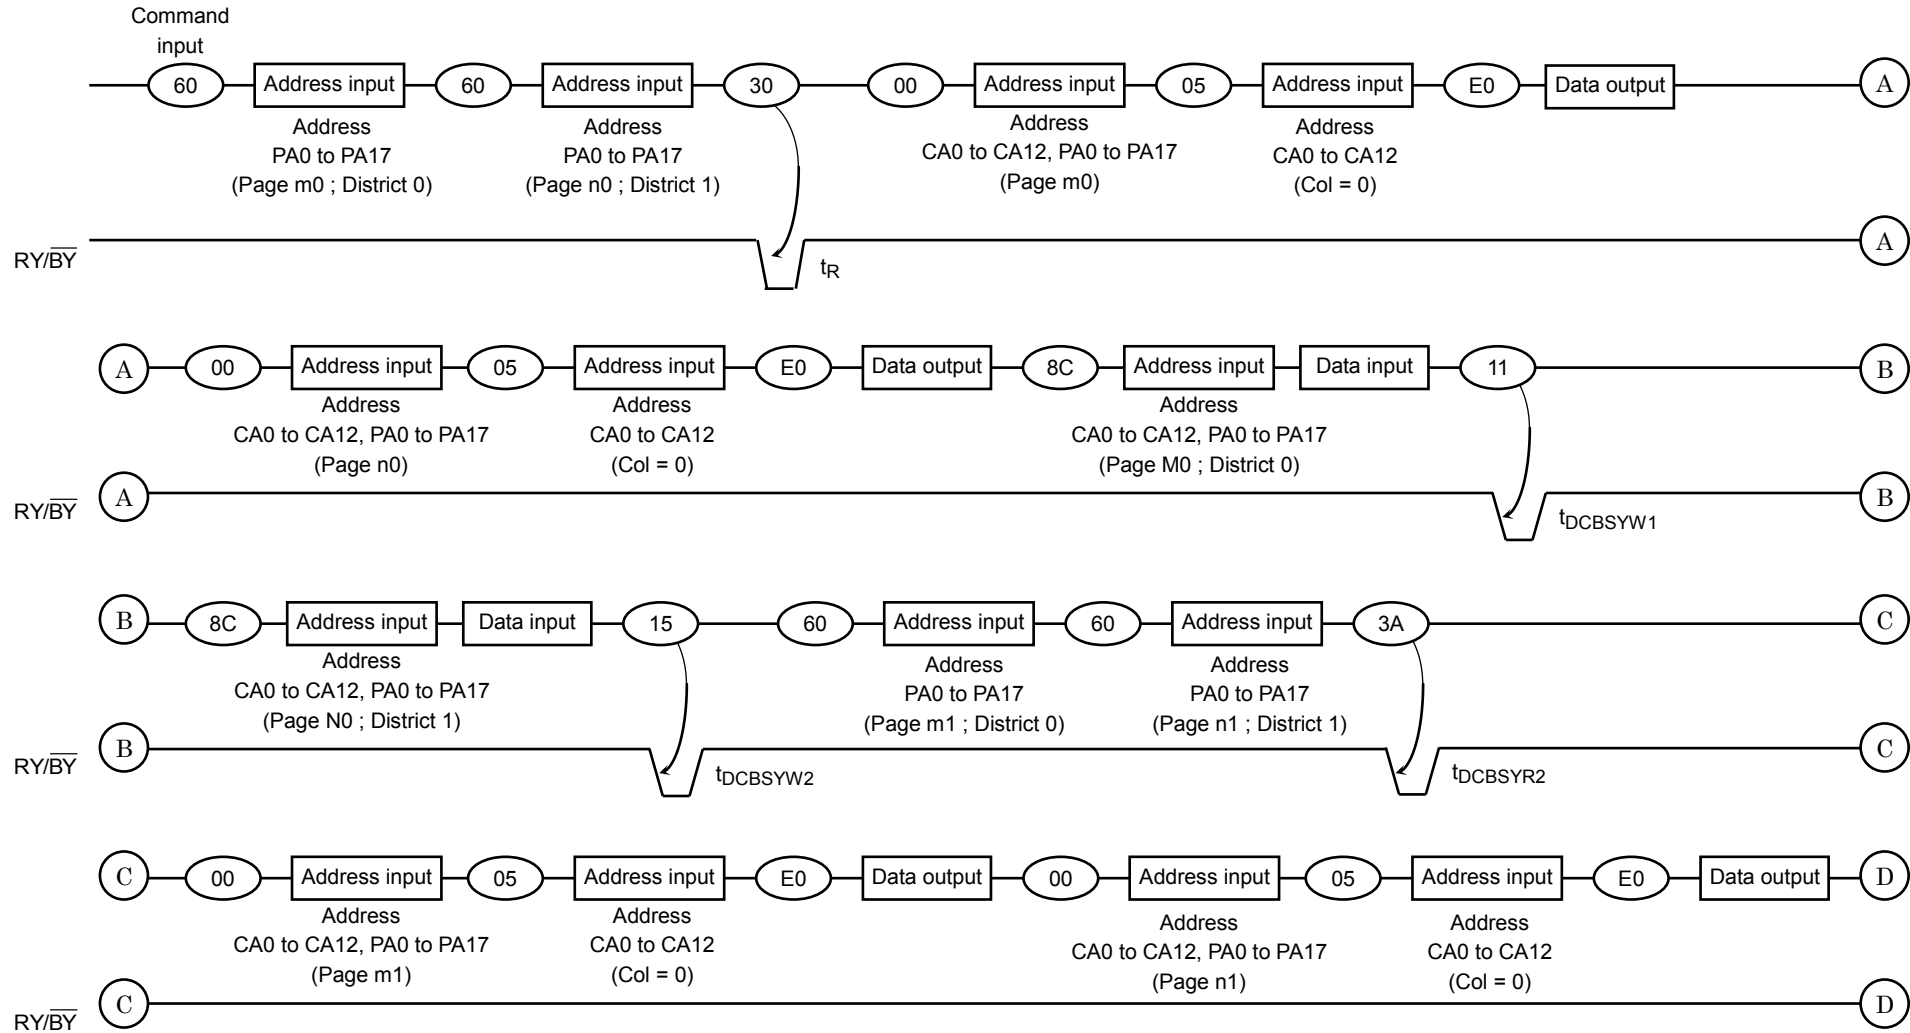 Command
input
60 Address input 60 Address input 30 00 Address input 05 Address input E0 Data output A
Address
PA0 to PA17
(Page m0 ; District 0)
Address
PA0 to PA17
(Page n0 ; District 1)
Address
CA0 to CA12, PA0 to PA17
(Page m0)
Address
CA0 to CA12
(Col = 0)
RY/BY A
tR
A 00 Address input 05 Address input E0 Data output 8C Address input Data input 11 B
Address
CA0 to CA12, PA0 to PA17
(Page n0)
Address
CA0 to CA12
(Col = 0)
Address
CA0 to CA12, PA0 to PA17
(Page M0 ; District 0)
RY/BY A B
tDCBSYW1
B 8C Address input Data input 15 60 Address input 60 Address input 3A C
Address
CA0 to CA12, PA0 to PA17
(Page N0 ; District 1)
Address
PA0 to PA17
(Page m1 ; District 0)
Address
PA0 to PA17
(Page n1 ; District 1)
RY/BY B C
tDCBSYW2
tDCBSYR2
C 00 Address input 05 Address input E0 Data output 00 Address input 05 Address input E0 Data output D
Address
CA0 to CA12, PA0 to PA17
(Page m1)
Address
CA0 to CA12
(Col = 0)
Address
CA0 to CA12, PA0 to PA17
(Page n1)
Address
CA0 to CA12
(Col = 0)
RY/BY C D